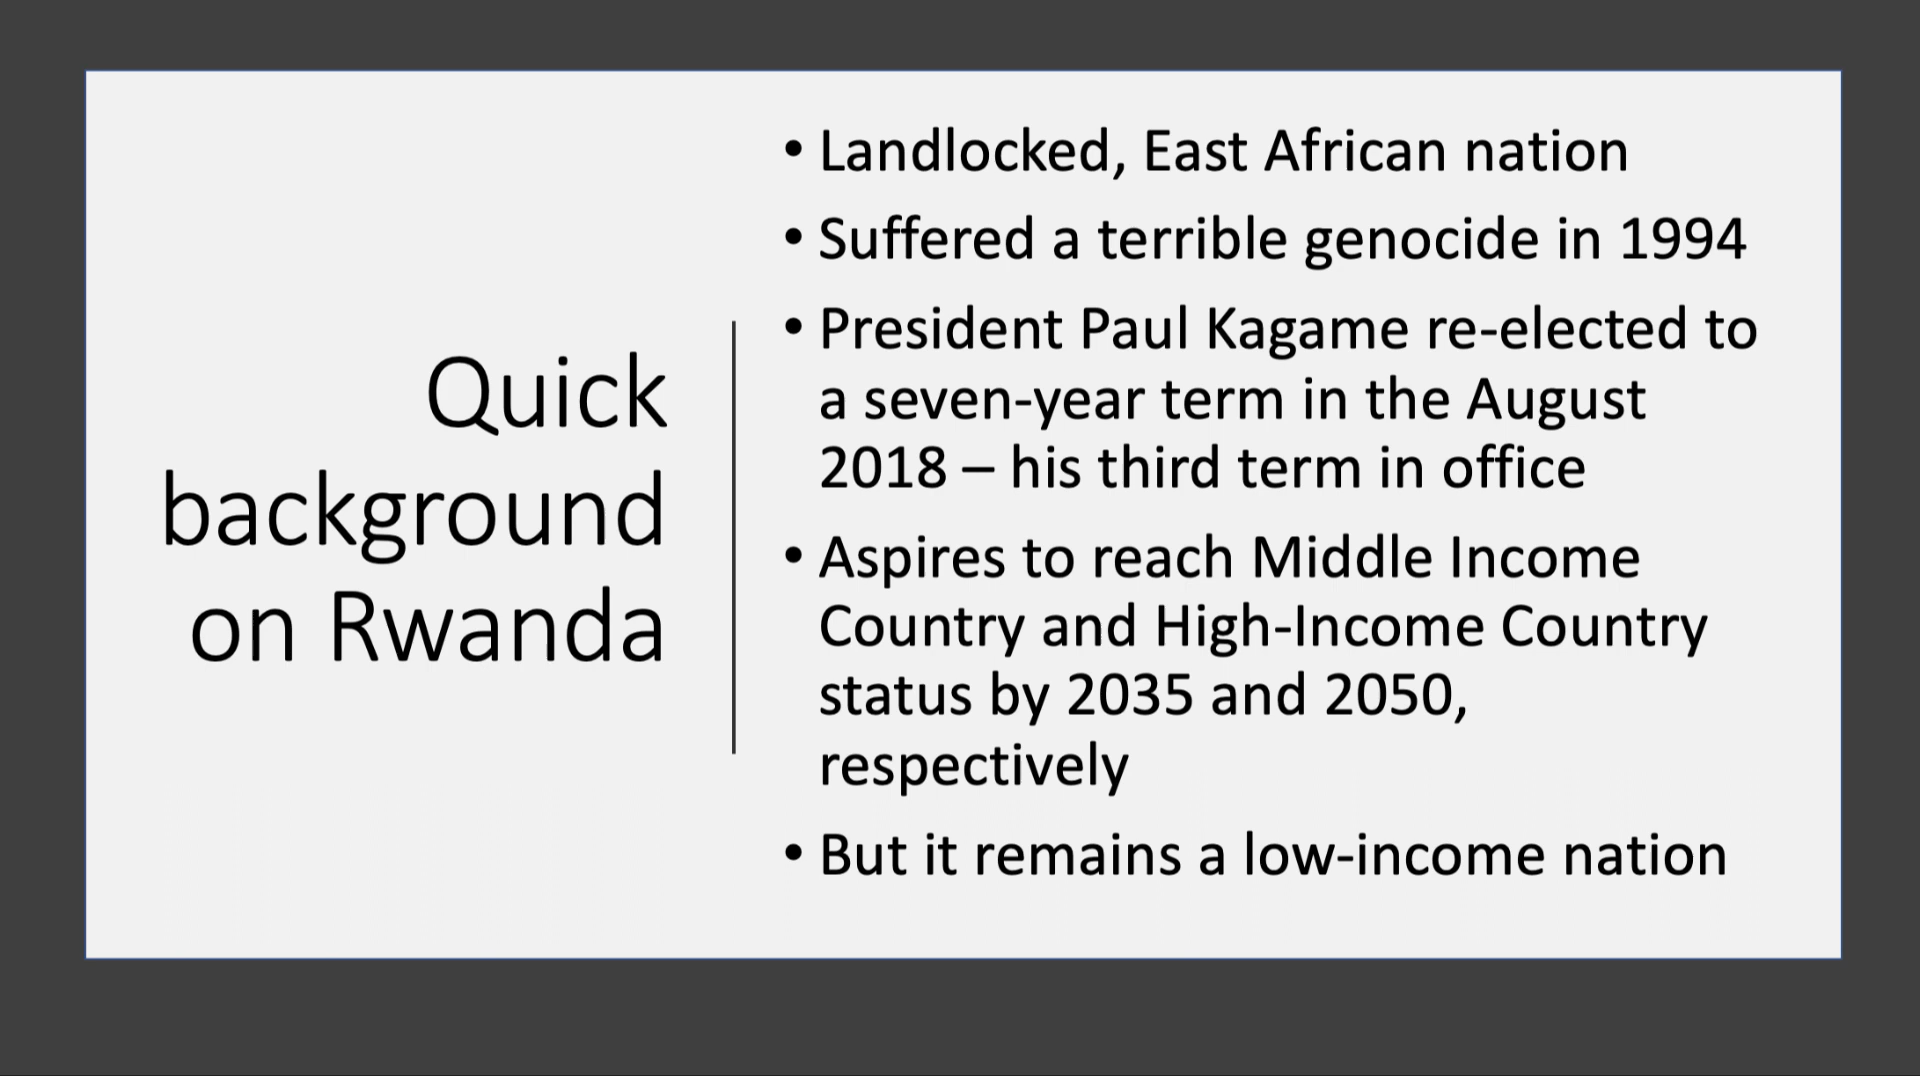 Quick
background
on Rwanda
• Landlocked, East African nation
• Suffered a terrible genocide in 1994
• President Paul Kagame re-elected to
a seven-year term in the August
2018 – his third term in office
• Aspires to reach Middle Income
Country and High-Income Country
status by 2035 and 2050,
respectively
• But it remains a low-income nation